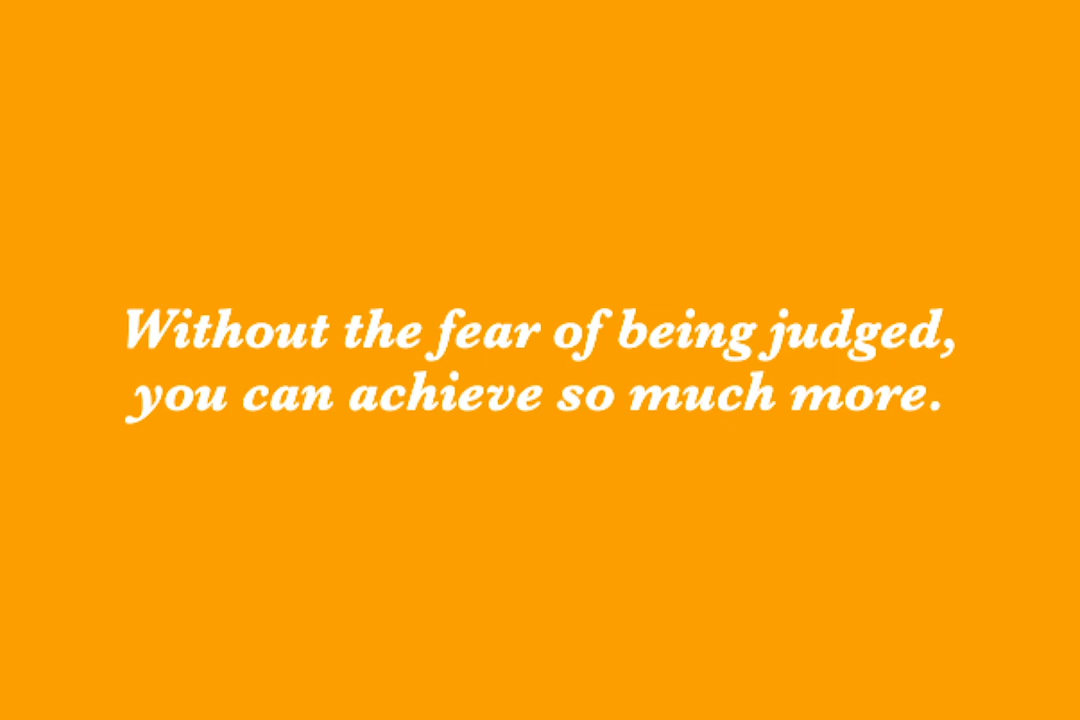 Without the fear of being judged,
you can achieve so much more.